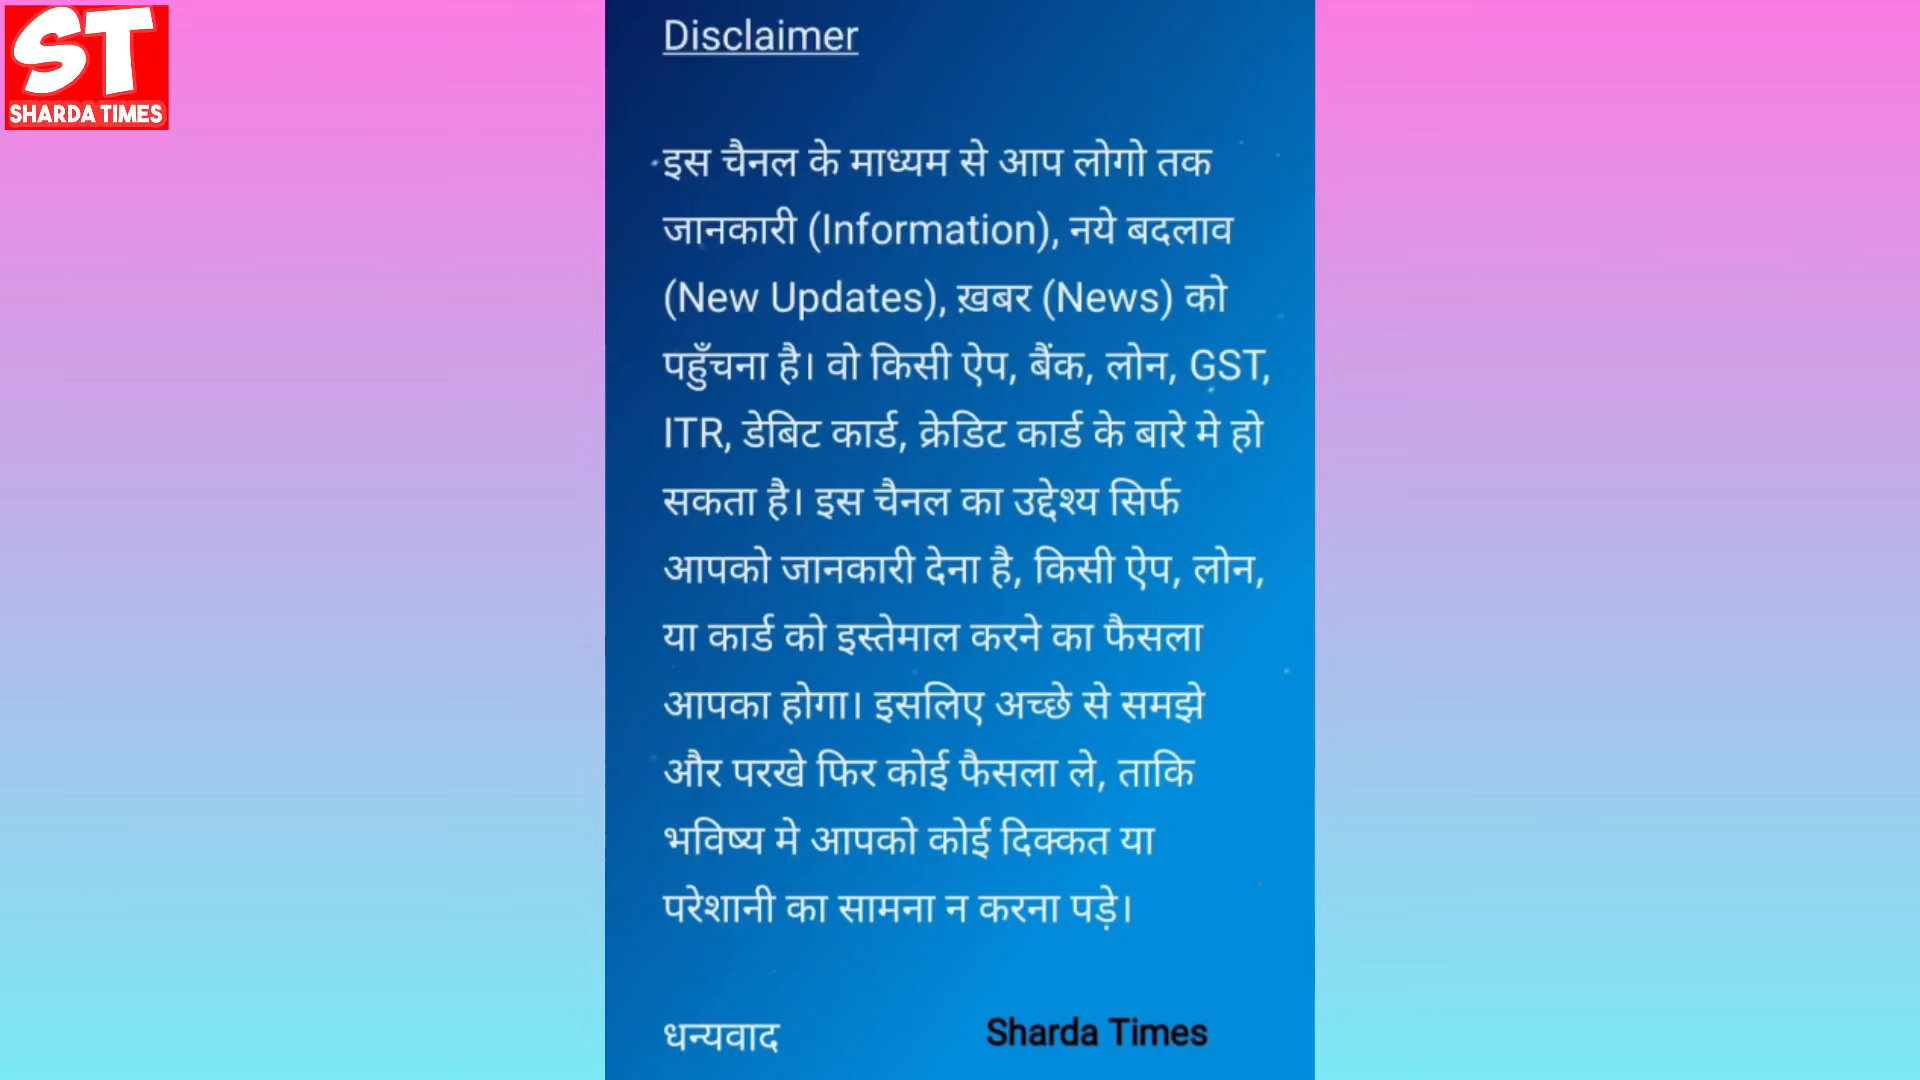 ST
SHARDA TIMES
Disclaimer
इस चैनल के माध्यम से आप लोगो तक
जानकारी (Information), नये बदलाव
(New Updates), ख़बर (News) को
पहुँचना है। वो किसी ऐप, बैंक, लोन, GST,
ITR, डेबिट कार्ड, क्रेडिट कार्ड के बारे मे हो
सकता है। इस चैनल का उद्देश्य सिर्फ
आपको जानकारी देना है, किसी ऐप, लोन,
या कार्ड को इस्तेमाल करने का फैसला
आपका होगा। इसलिए अच्छे से समझे
और परखे फिर कोई फैसला ले, ताकि
भविष्य मे आपको कोई दिक्कत या
परेशानी का सामना न करना पड़े।
धन्यवाद Sharda Times